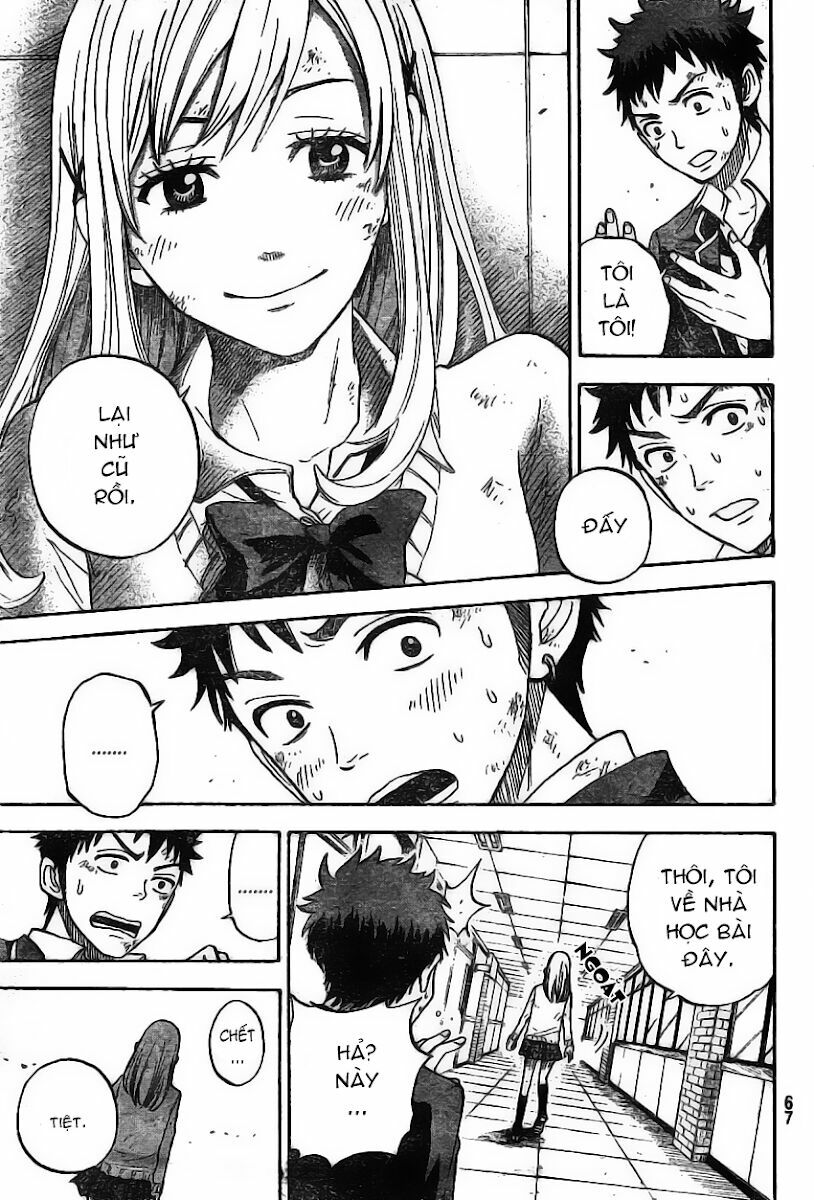 TÔI
LÀ
TÔI!
LẠI
NHƯ
CŨ
RỒI.
ĐẤY
........
........
THÔI, TÔI
VỀ NHÀ
HỌC BÀI
ĐÂY.
NGOẠT
HẢ?
NÀY
...
CHẾT
...
TIỆT.
67